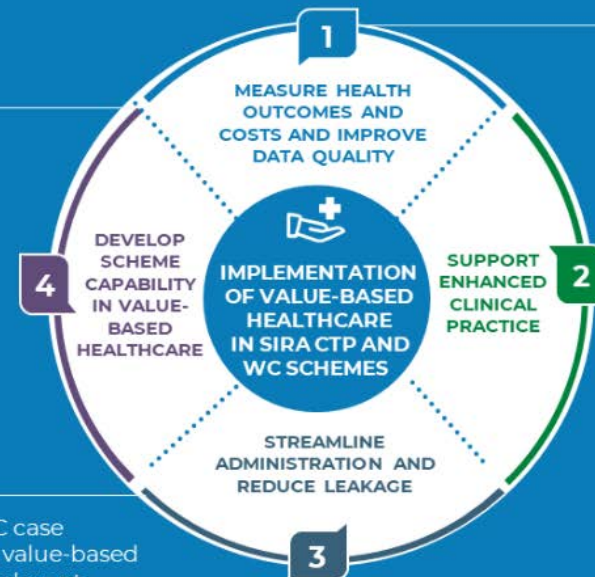 1
MEASURE HEALTH
OUTCOMES AND
COSTS AND IMPROVE
DATA QUALITY
2
SUPPORT
ENHANCED
CLINICAL
PRACTICE
3
STREAMLINE
ADMINISTRATION AND
REDUCE LEAKAGE
4
DEVELOP
SCHEME
CAPABILITY
IN VALUE-
BASED
HEALTHCARE
IMPLEMENTATION
OF VALUE-BASED
HEALTHCARE
IN SIRA CTP AND
WC SCHEMES
C case
value-based